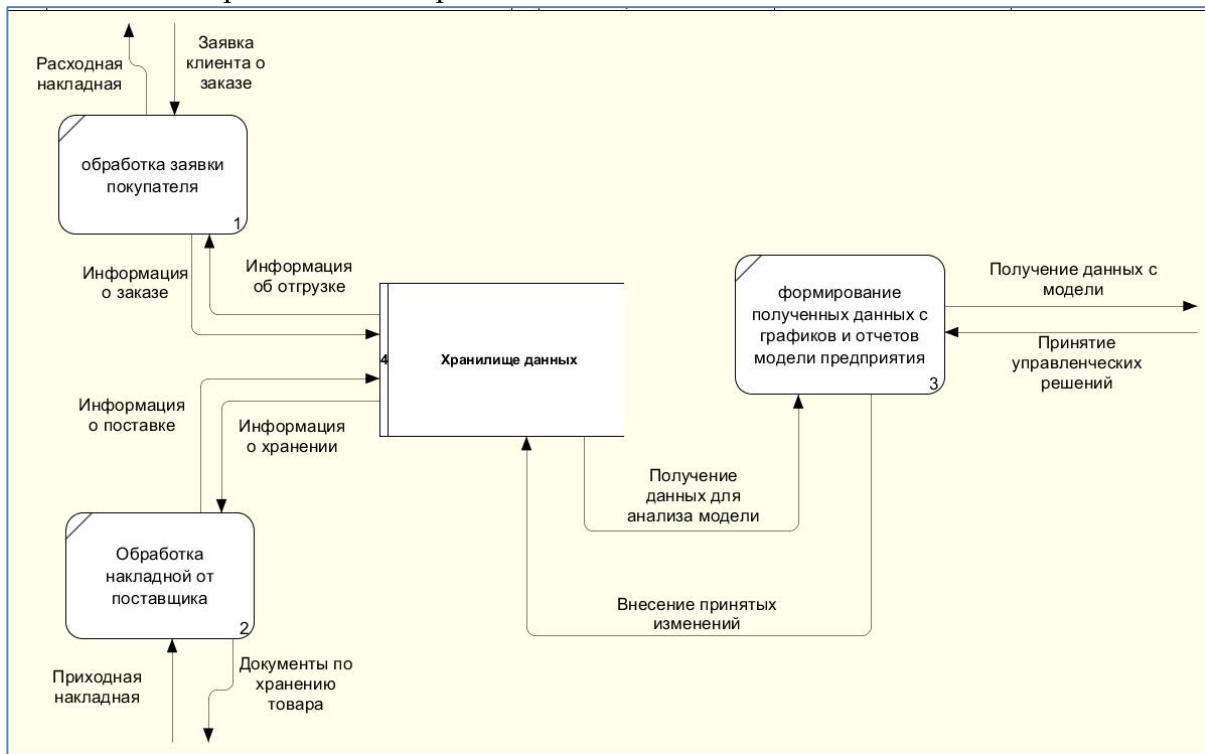 Расходная
накладная
Заявка
клиента о
заказе
обработка заявки
покупателя
1
Информация
о заказе
Информация
об отгрузке
4
Хранилище данных
формирование
полученных данных с
графиков и отчетов
модели предприятия
3
Получение данных с
модели
Принятие
управленческих
решений
Информация
о поставке
Информация
о хранении
Получение
данных для
анализа модели
Обработка
накладной от
поставщика
2
Внесение принятых
изменений
Приходная
накладная
Документы по
хранению
товара